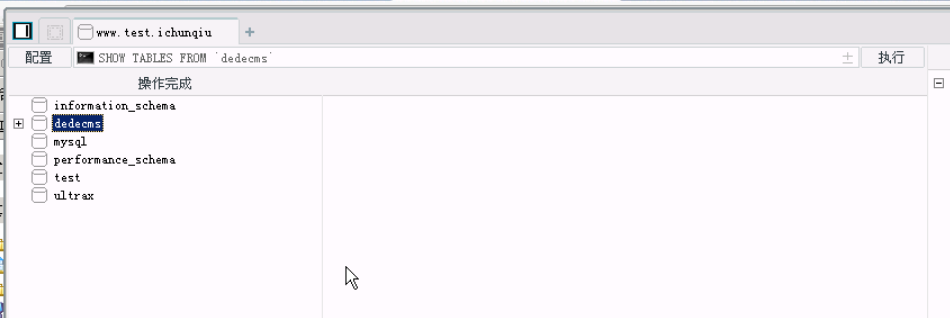 www.test.ichunqiu
配置 SHOW TABLES FROM `dedecms` 执行
操作完成
information_schema
dedecms
mysql
performance_schema
test
ultrax